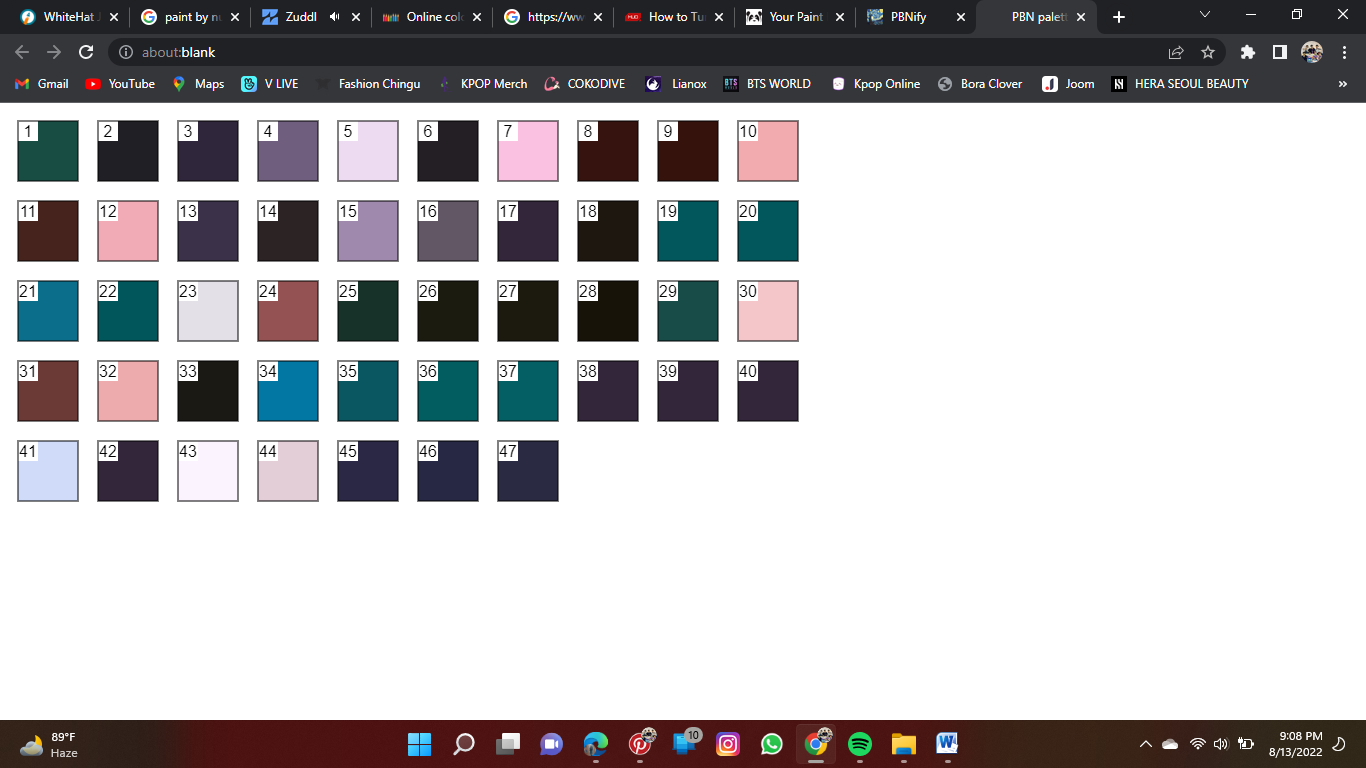 WhiteHat J
paint by nu
Zuddl
Online colo
https://ww
How to Tur
Your Paint
PBNify
PBN palett
about:blank
Gmail YouTube Maps V LIVE Fashion Chingu KPOP Merch COKODIVE Lianox BTS WORLD Kpop Online Bora Clover Joom HERA SEOUL BEAUTY »
1 2 3 4 5 6 7 8 9 10
11 12 13 14 15 16 17 18 19 20
21 22 23 24 25 26 27 28 29 30
31 32 33 34 35 36 37 38 39 40
41 42 43 44 45 46 47
89°F
Haze
10
9:08 PM
8/13/2022